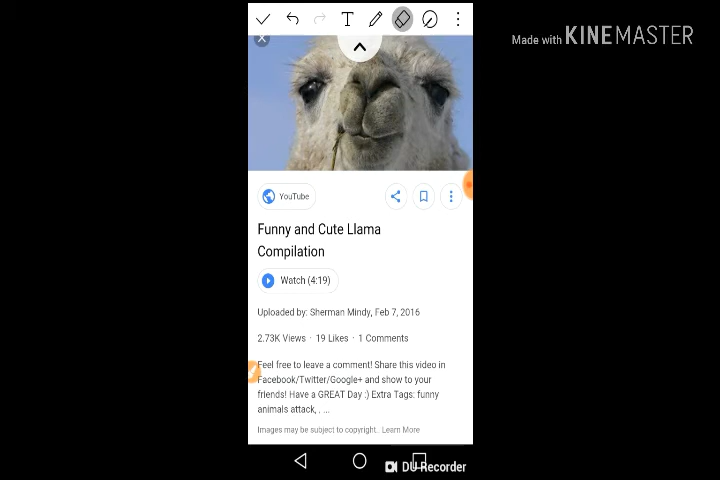 Made with KINEMASTER
T
YouTube
Funny and Cute Llama
Compilation
Watch (4:19)
Uploaded by: Sherman Mindy, Feb 7, 2016
2.73K Views · 19 Likes · 1 Comments
Feel free to leave a comment! Share this video in
Facebook/Twitter/Google+ and show to your
friends! Have a GREAT Day :) Extra Tags: funny
animals attack, , ...
Images may be subject to copyright.. Learn More
DU Recorder